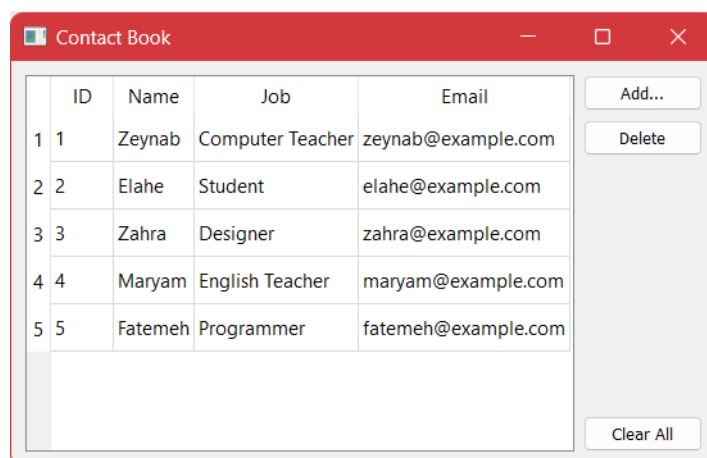 Contact Book
ID Name Job Email
1 1 Zeynab Computer Teacher zeynab@example.com
2 2 Elahe Student elahe@example.com
3 3 Zahra Designer zahra@example.com
4 4 Maryam English Teacher maryam@example.com
5 5 Fatemeh Programmer fatemeh@example.com
Add...
Delete
Clear All